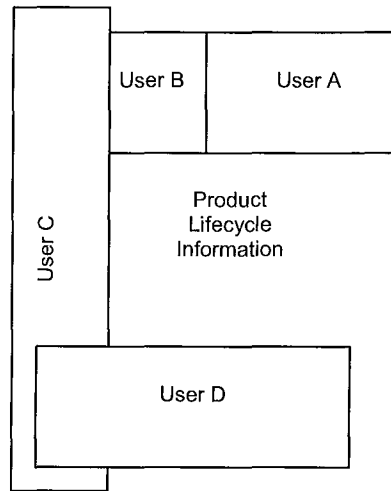 User B
User A
User C
Product
Lifecycle
Information
User D